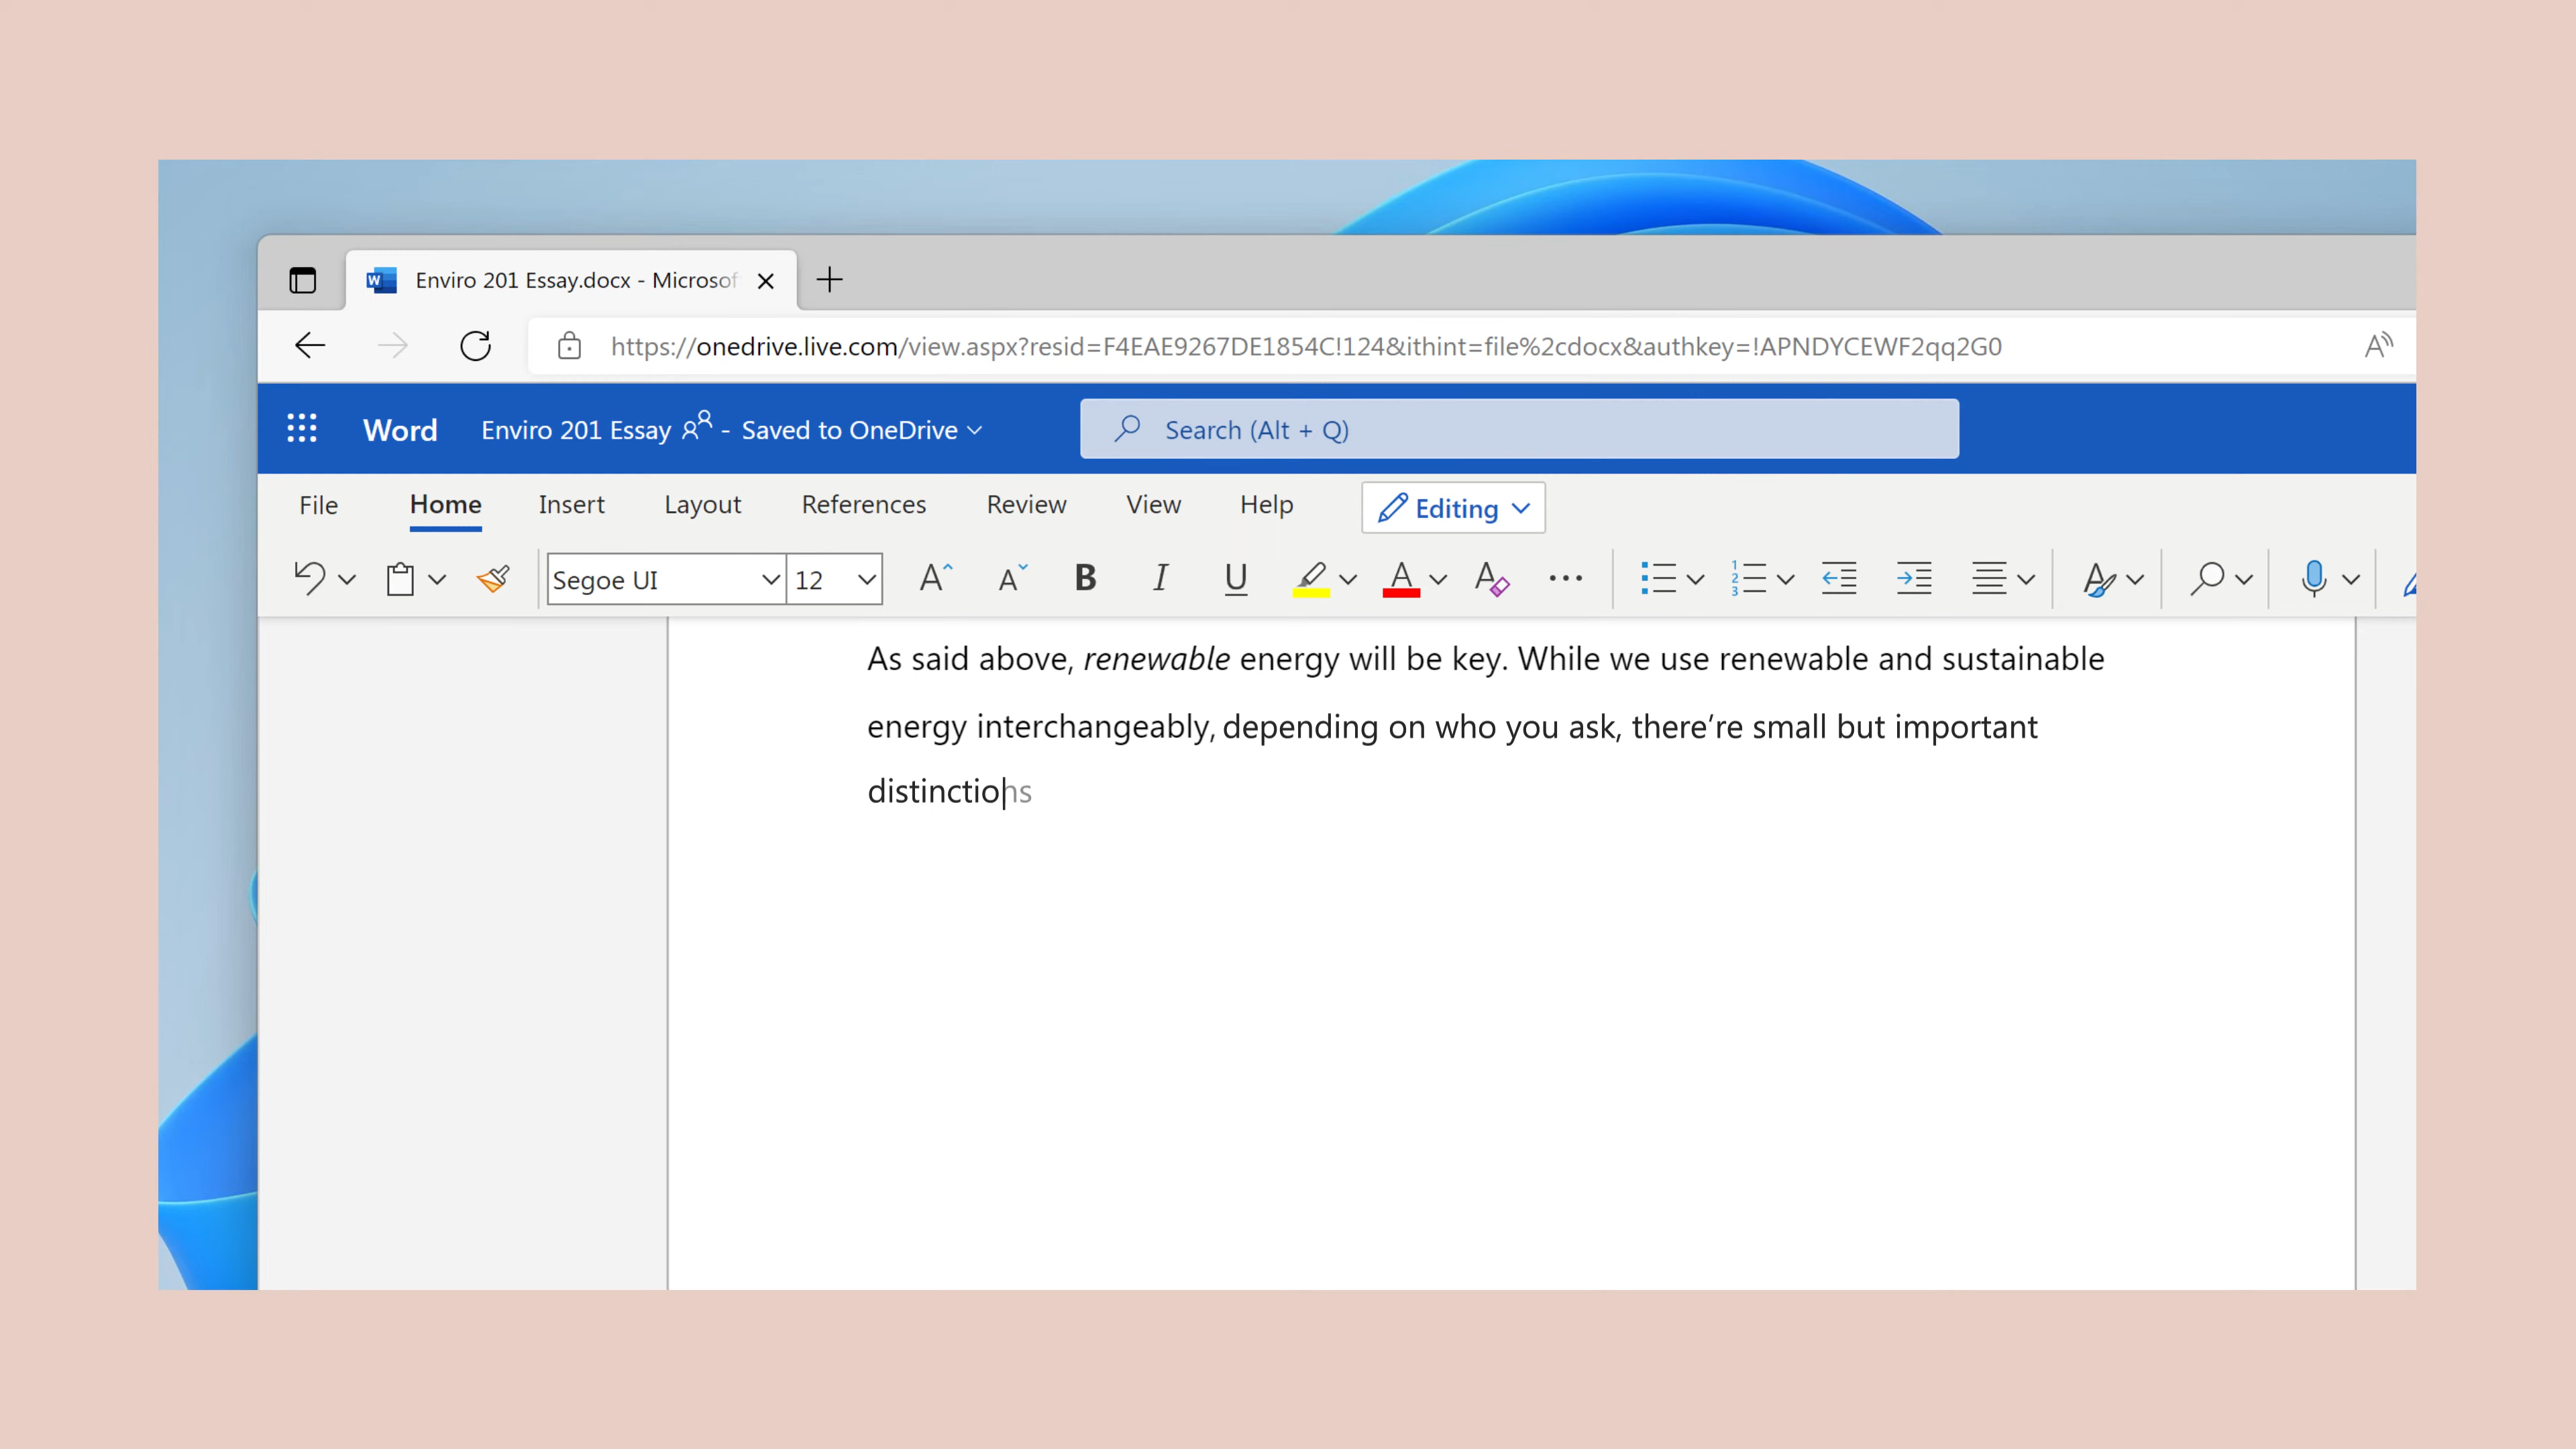 Enviro 201 Essay.docx - Microsof
https://onedrive.live.com/view.aspx?resid=F4EAE9267DE1854C!124&ithint=file%2cdocx&authkey=!APNDYCEWF2qq2G0
Word Enviro 201 Essay - Saved to OneDrive Search (Alt + Q)
File Home Insert Layout References Review View Help Editing
Segoe UI 12
As said above, renewable energy will be key. While we use renewable and sustainable
energy interchangeably, depending on who you ask, there’re small but important
distinctions